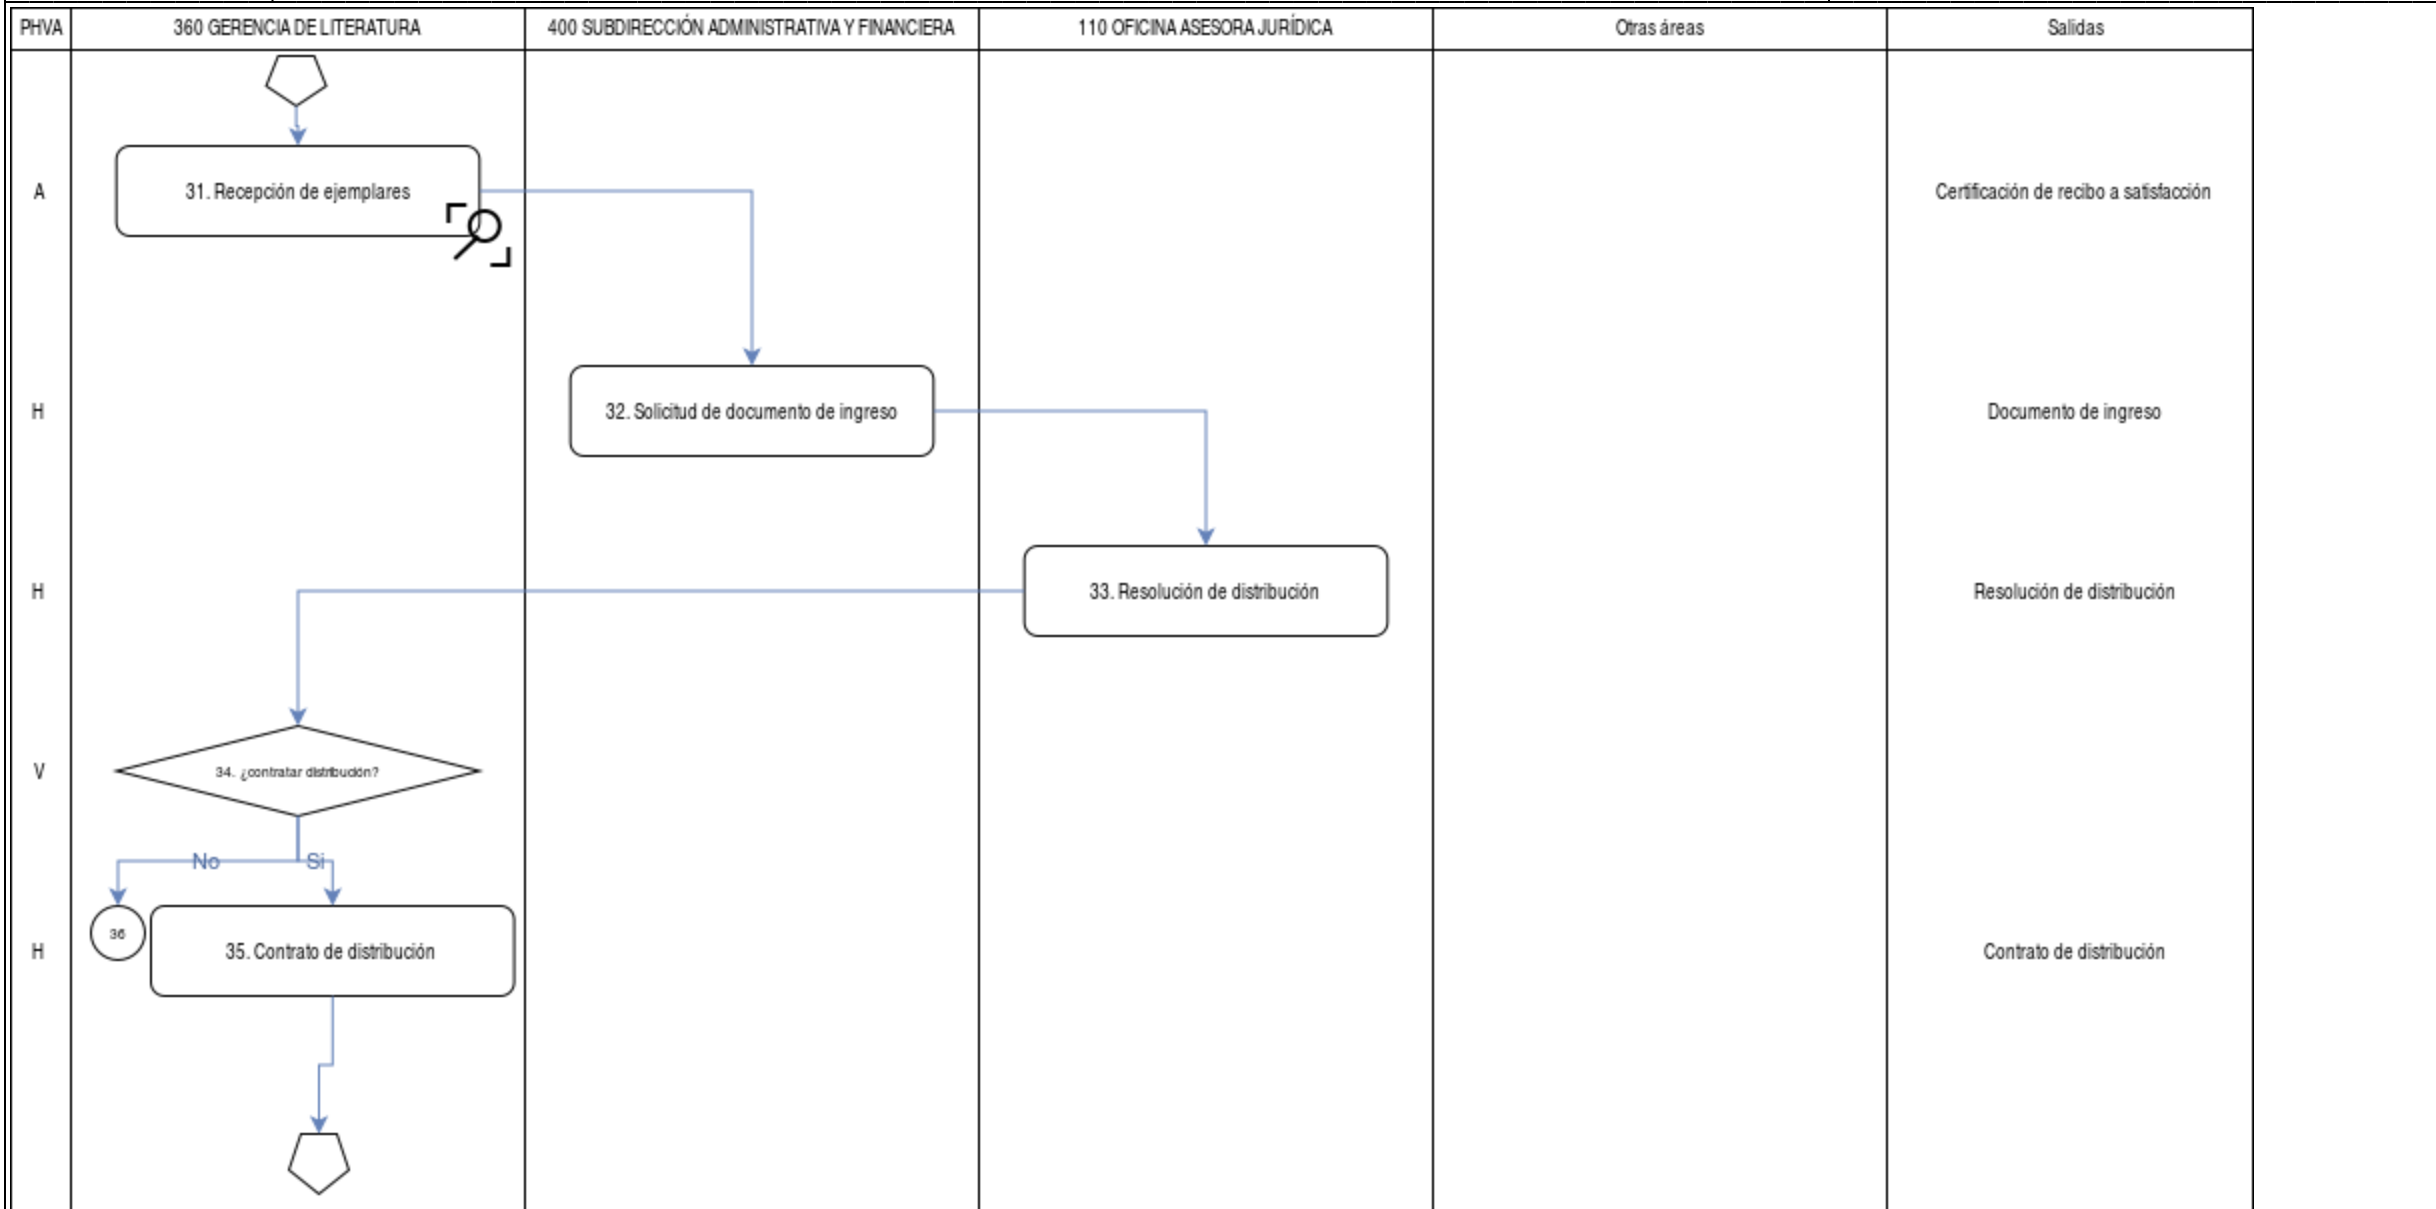 PHVA
360 GERENCIA DE LITERATURA
400 SUBDIRECCIÓN ADMINISTRATIVA Y FINANCIERA
110 OFICINA ASESORA JURÍDICA
Otras áreas
Salidas
A
31. Recepción de ejemplares
Certificación de recibo a satisfacción
H
32. Solicitud de documento de ingreso
Documento de ingreso
H
33. Resolución de distribución
Resolución de distribución
V
34. ¿contratar distribución?
No
Si
H
36
35. Contrato de distribución
Contrato de distribución